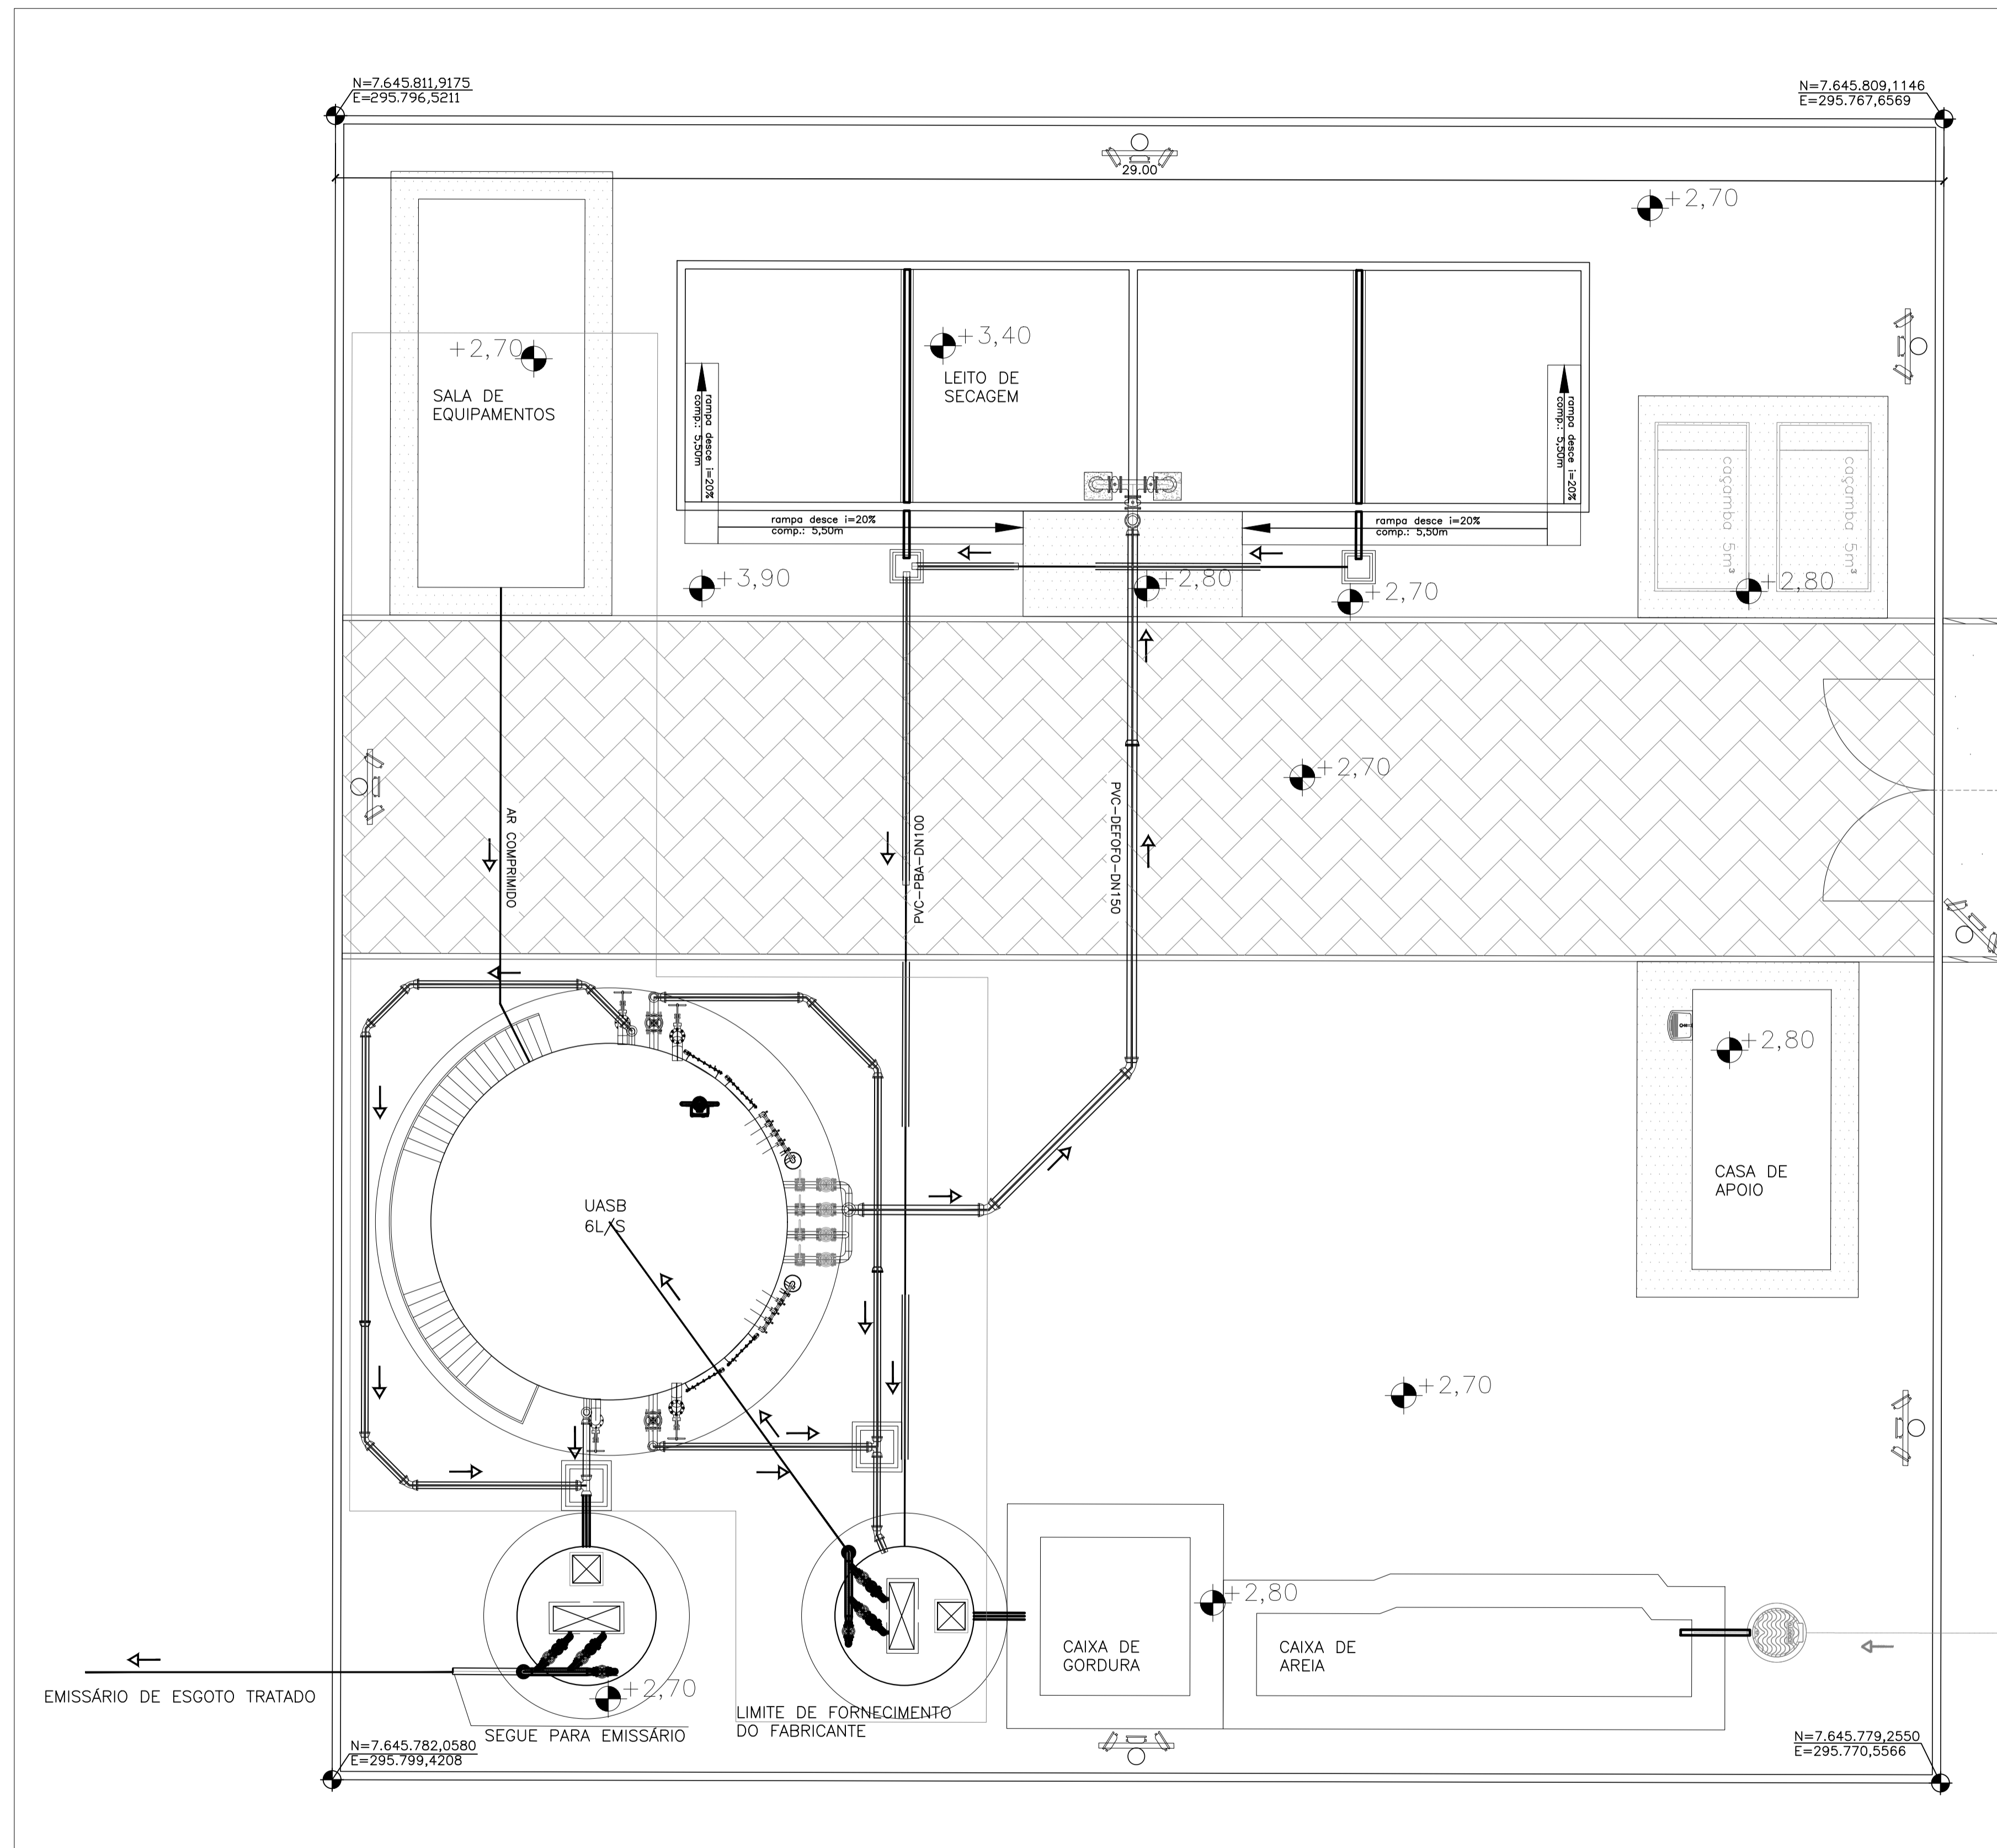 N=7.645.811,9175
E=295.796,5211
N=7.645.809,1146
E=295.767,6569
29.00
+2,70
+2,70
SALA DE
EQUIPAMENTOS
+3,40
LEITO DE
SECAGEM
rampa desce i=20%
comp.: 5,50m
rampa desce i=20%
comp.: 5,50m
rampa desce i=20%
comp.: 5,50m
rampa desce i=20%
comp.: 5,50m
caçamba 5m³
caçamba 5m³
+3,90
+2,80
+2,70
+2,80
+2,70
AR COMPRIMIDO
PVC-PBA-DN100
PVC-DEFOFO-DN150
+2,80
CASA DE
APOIO
UASB
6L/S
+2,70
+2,80
CAIXA DE
GORDURA
CAIXA DE
AREIA
EMISSÁRIO DE ESGOTO TRATADO
+2,70
SEGUE PARA EMISSÁRIO
LIMITE DE FORNECIMENTO
DO FABRICANTE
N=7.645.782,0580
E=295.799,4208
N=7.645.779,2550
E=295.770,5566